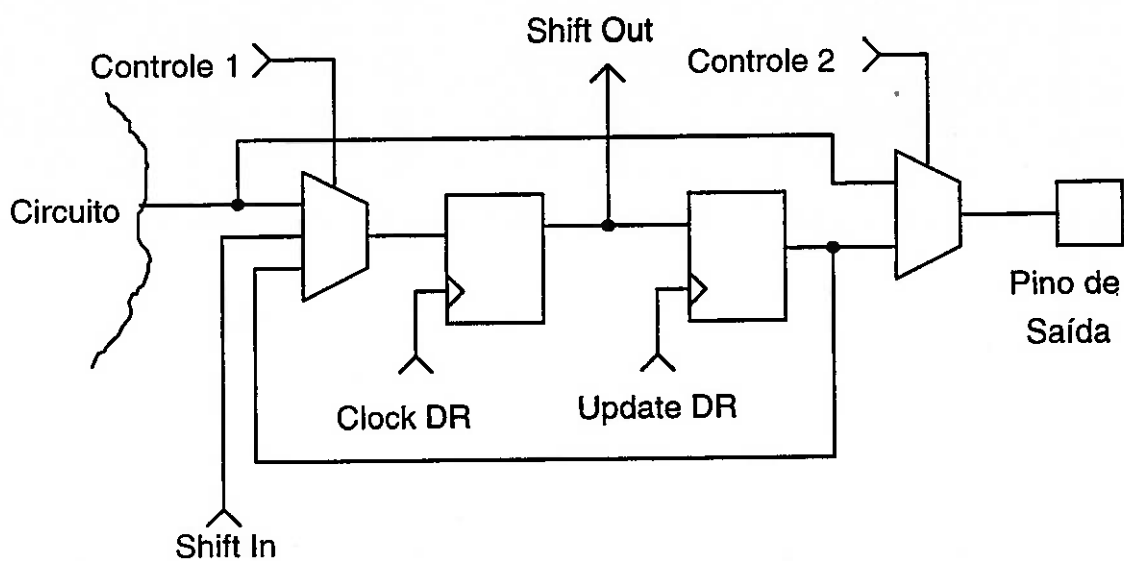 Shift Out
Controle 1
Controle 2
Circuito
Pino de
Saída
Clock DR
Update DR
Shift In